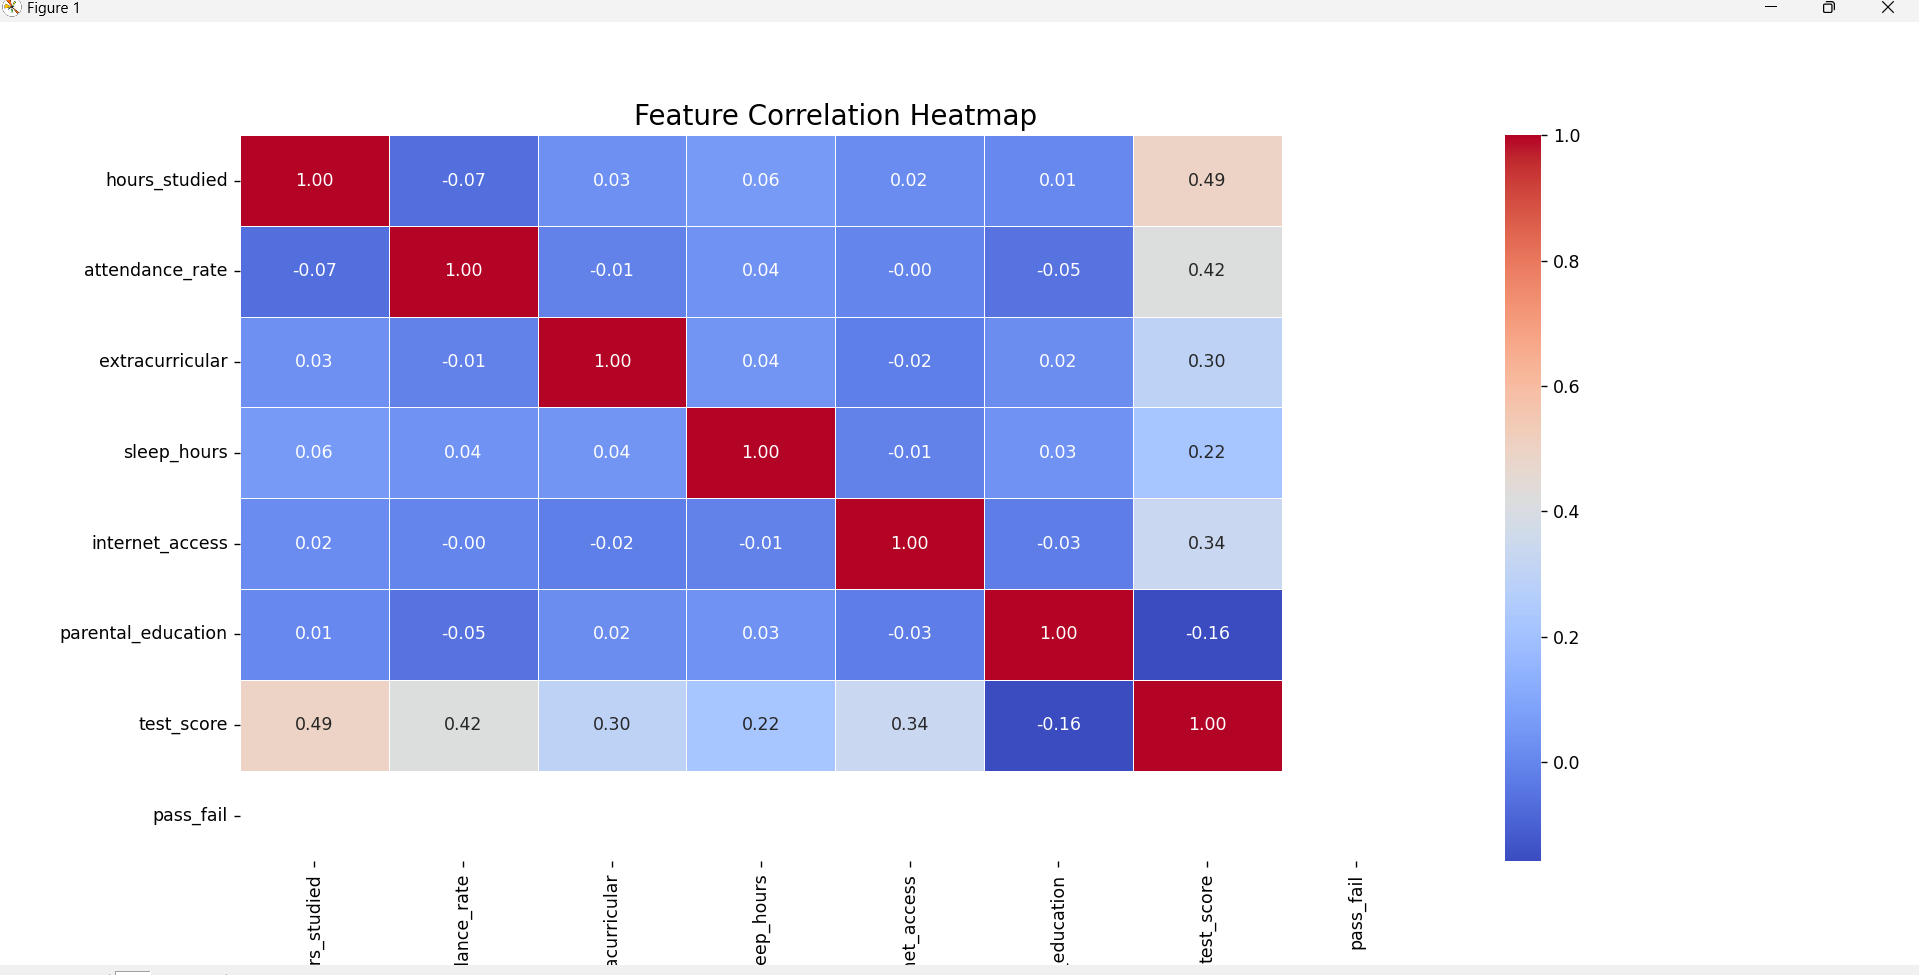 Figure 1
Feature Correlation Heatmap
hours_studied 1.00 -0.07 0.03 0.06 0.02 0.01 0.49
attendance_rate -0.07 1.00 -0.01 0.04 -0.00 -0.05 0.42
extracurricular 0.03 -0.01 1.00 0.04 -0.02 0.02 0.30
sleep_hours 0.06 0.04 0.04 1.00 -0.01 0.03 0.22
internet_access 0.02 -0.00 -0.02 -0.01 1.00 -0.03 0.34
parental_education 0.01 -0.05 0.02 0.03 -0.03 1.00 -0.16
test_score 0.49 0.42 0.30 0.22 0.34 -0.16 1.00
pass_fail
rs_studied
lance_rate
acurricular
eep_hours
net_access
_education
test_score
pass_fail
1.0
0.8
0.6
0.4
0.2
0.0